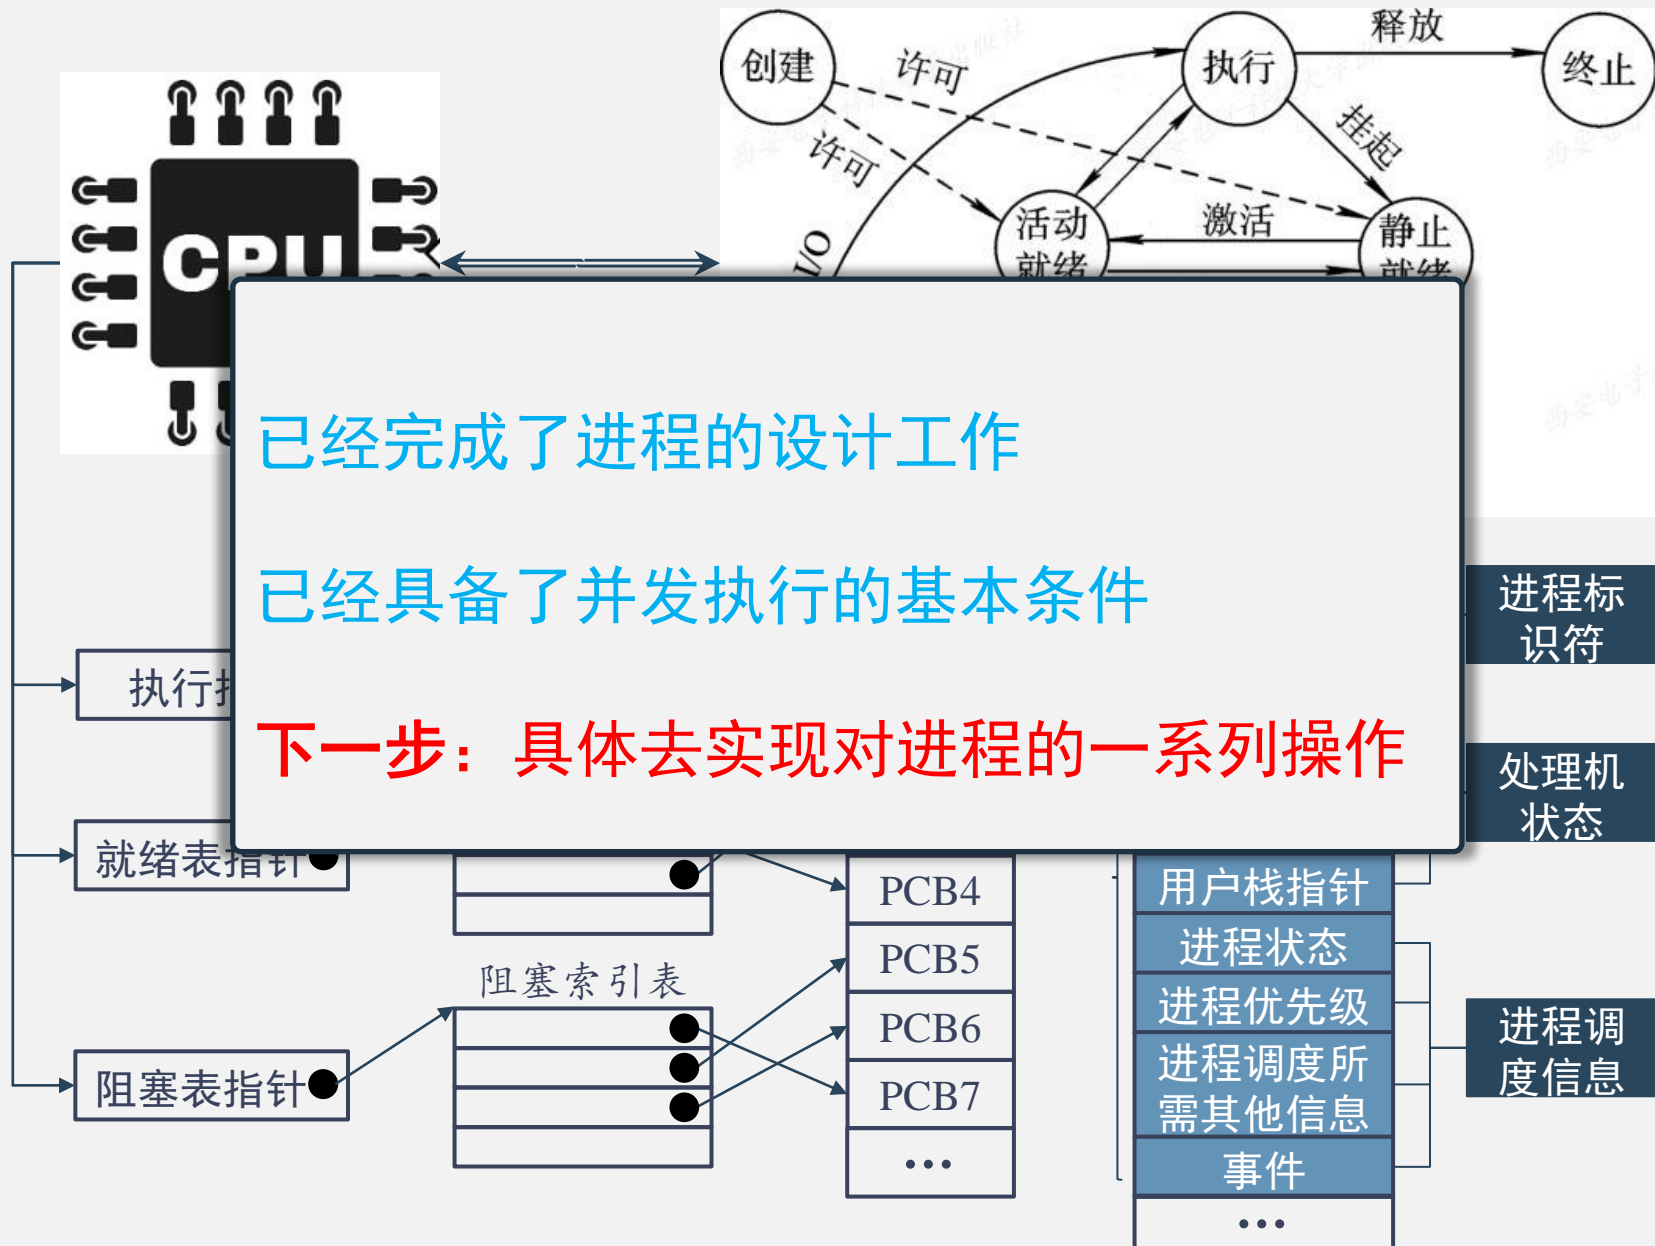 创建
许可
执行
释放
终止
许可
挂起
活动
就绪
激活
静止
就绪
I/O
CPU
已经完成了进程的设计工作
已经具备了并发执行的基本条件
下一步：具体去实现对进程的一系列操作
进程标
识符
执行
处理机
状态
就绪表指针
PCB4
用户栈指针
进程状态
阻塞索引表
PCB5
进程优先级
PCB6
进程调度所
需其他信息
进程调
度信息
阻塞表指针
PCB7
事件
…
…